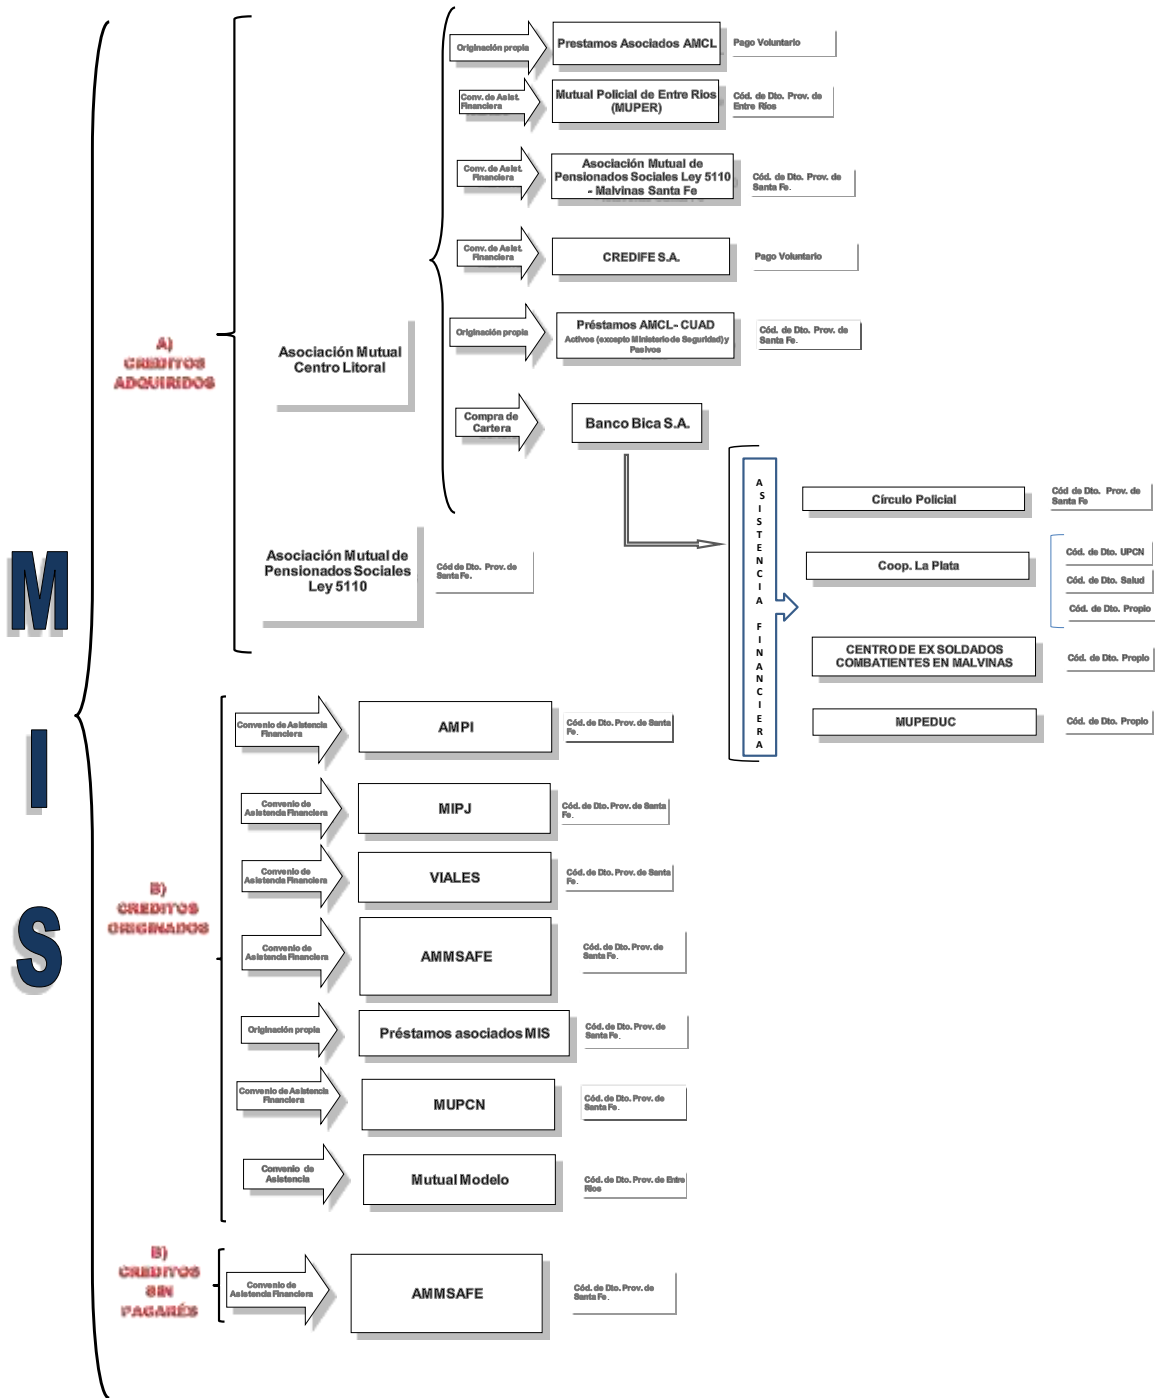 M
I
S
A)
CREDITOS
ADQUIRIDOS
Asociación Mutual
Centro Litoral
Originación propia
Prestamos Asociados AMCL
Pago Voluntario
Conv. de Asist.
Financiera
Mutual Policial de Entre Rios
(MUPER)
Cód. de Dto. Prov. de
Entre Ríos
Conv. de Asist.
Financiera
Asociación Mutual de
Pensionados Sociales Ley 5110
- Malvinas Santa Fe
Cód. de Dto. Prov. de
Santa Fe.
Conv. de Asist.
Financiera
CREDIFE S.A.
Pago Voluntario
Originación propia
Préstamos AMCL- CUAD
Activos (excepto Ministerio de Seguridad) y
Pasivos
Cód. de Dto. Prov. de
Santa Fe.
Compra de
Cartera
Banco Bica S.A.
ASISTENCIA FINANCIERA
Círculo Policial
Cód de Dto. Prov. de
Santa Fe
Coop. La Plata
Cód. de Dto. UPCN
Cód. de Dto. Salud
Cód. de Dto. Propio
CENTRO DE EX SOLDADOS
COMBATIENTES EN MALVINAS
Cód. de Dto. Propio
MUPEDUC
Cód. de Dto. Propio
Asociación Mutual de
Pensionados Sociales
Ley 5110
Cód de Dto. Prov. de
Santa Fe.
B)
CREDITOS
ORIGINADOS
Convenio de Asistencia
Financiera
AMPI
Cód. de Dto. Prov. de Santa
Fe.
Convenio de
Asistencia Financiera
MIPJ
Cód. de Dto. Prov. de Santa
Fe.
Convenio de
Asistencia Financiera
VIALES
Cód. de Dto. Prov. de Santa
Fe.
Convenio de
Asistencia Financiera
AMMSAFE
Cód. de Dto. Prov. de
Santa Fe.
Originación propia
Préstamos asociados MIS
Cód. de Dto. Prov. de
Santa Fe.
Convenio de Asistencia
Financiera
MUPCN
Cód. de Dto. Prov. de
Santa Fe.
Convenio de
Asistencia
Mutual Modelo
Cód. de Dto. Prov. de Entre
Ríos
B)
CREDITOS
SIN
PAGARÉS
Convenio de
Asistencia Financiera
AMMSAFE
Cód. de Dto. Prov. de
Santa Fe.